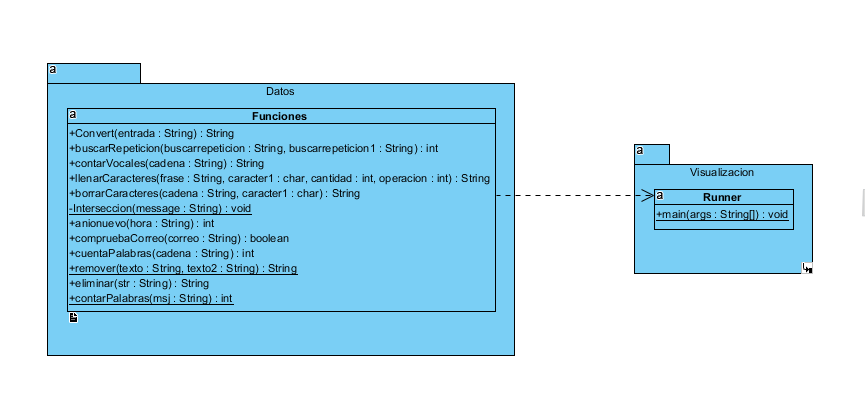 a
Datos
a
Funciones
+Convert(entrada : String) : String
+buscarRepeticion(buscarrepeticion : String, buscarrepeticion1 : String) : int
+contarVocales(cadena : String) : String
+llenarCaracteres(frase : String, caracter1 : char, cantidad : int, operacion : int) : String
+borrarCaracteres(cadena : String, caracter1 : char) : String
-Interseccion(message : String) : void
+anionuevo(hora : String) : int
+compruebaCorreo(correo : String) : boolean
+cuentaPalabras(cadena : String) : int
+remover(texto : String, texto2 : String) : String
+eliminar(str : String) : String
+contarPalabras(msj : String) : int
a
Visualizacion
a
Runner
+main(args : String[]) : void